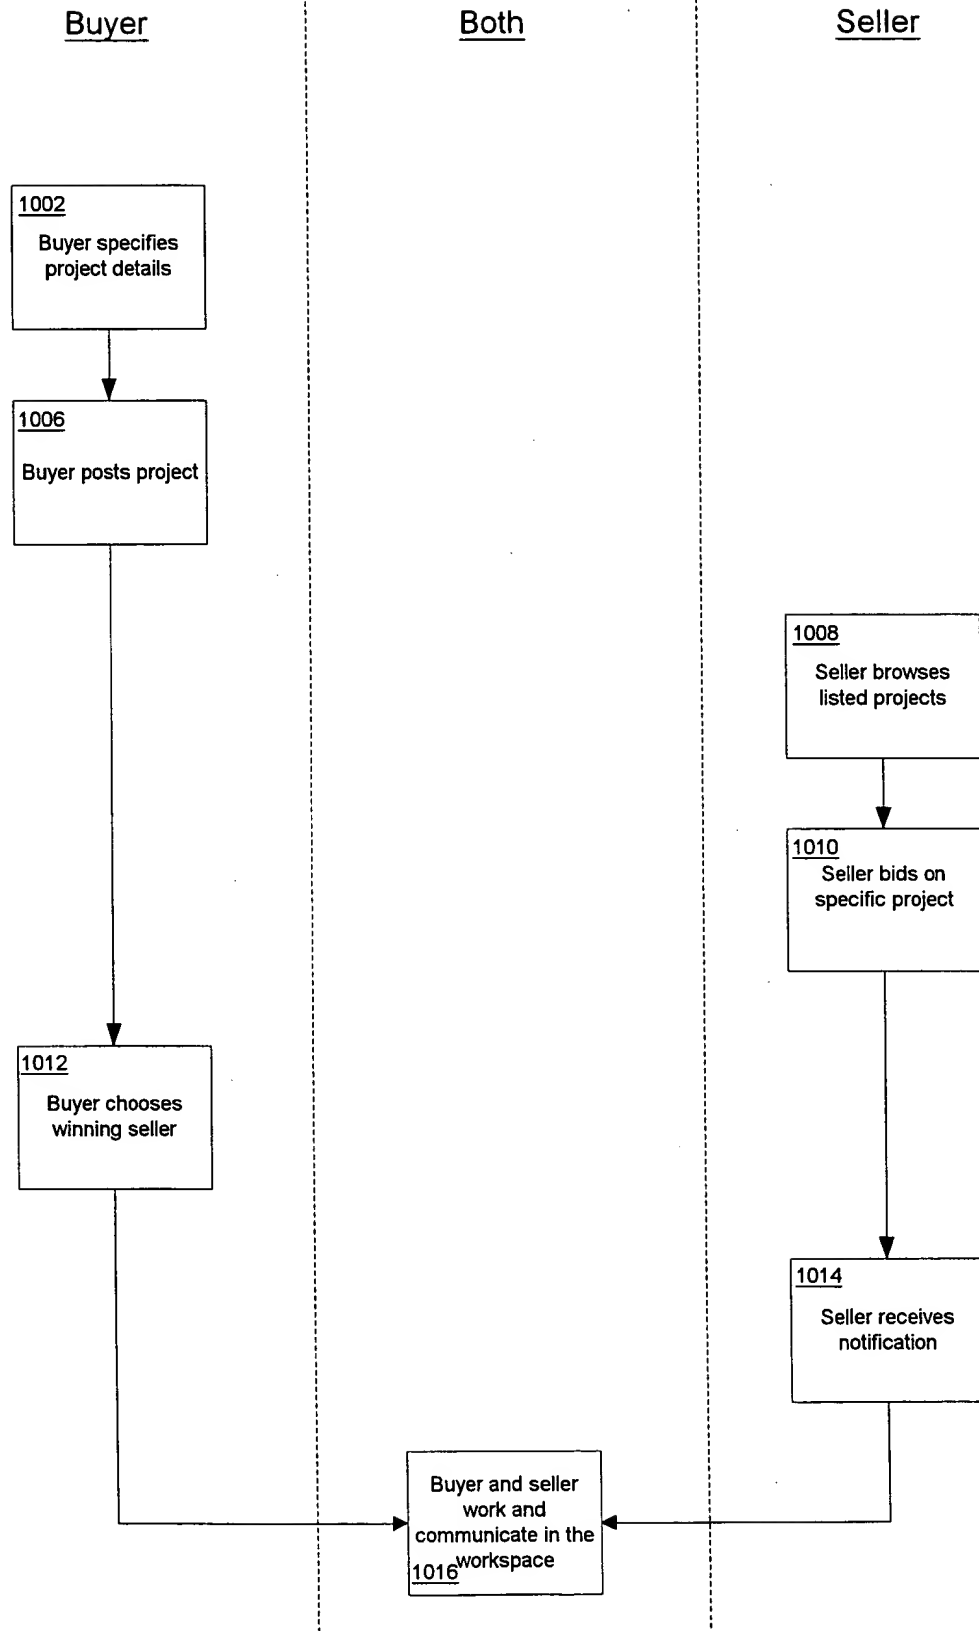 Buyer
Both
Seller
1002
Buyer specifies
project details
1006
Buyer posts project
1008
Seller browses
listed projects
1010
Seller bids on
specific project
1012
Buyer chooses
winning seller
1014
Seller receives
notification
Buyer and seller
work and
communicate in the
workspace
1016